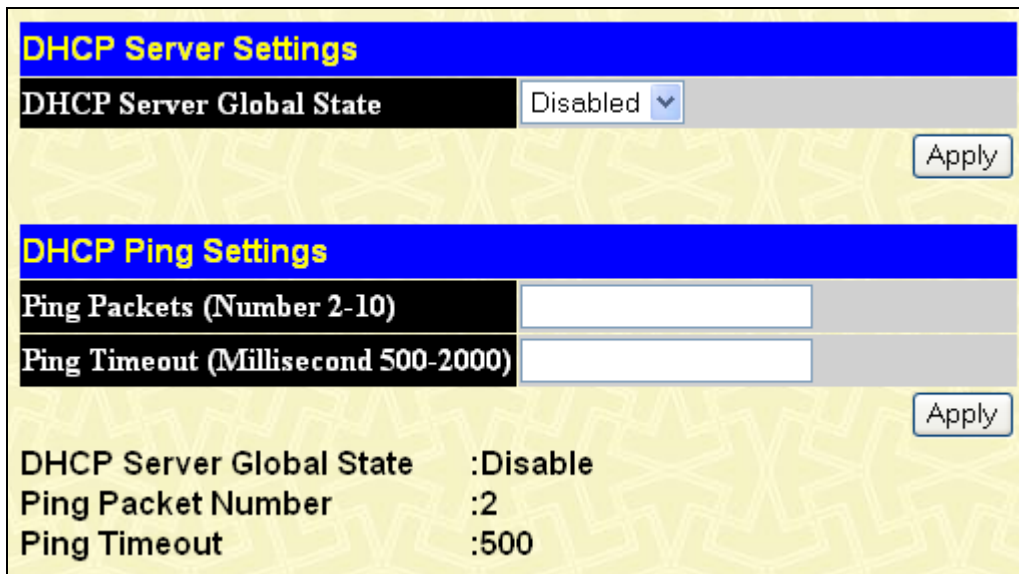 DHCP Server Settings
DHCP Server Global State Disabled
Apply
DHCP Ping Settings
Ping Packets (Number 2-10)
Ping Timeout (Millisecond 500-2000)
Apply
DHCP Server Global State :Disable
Ping Packet Number :2
Ping Timeout :500